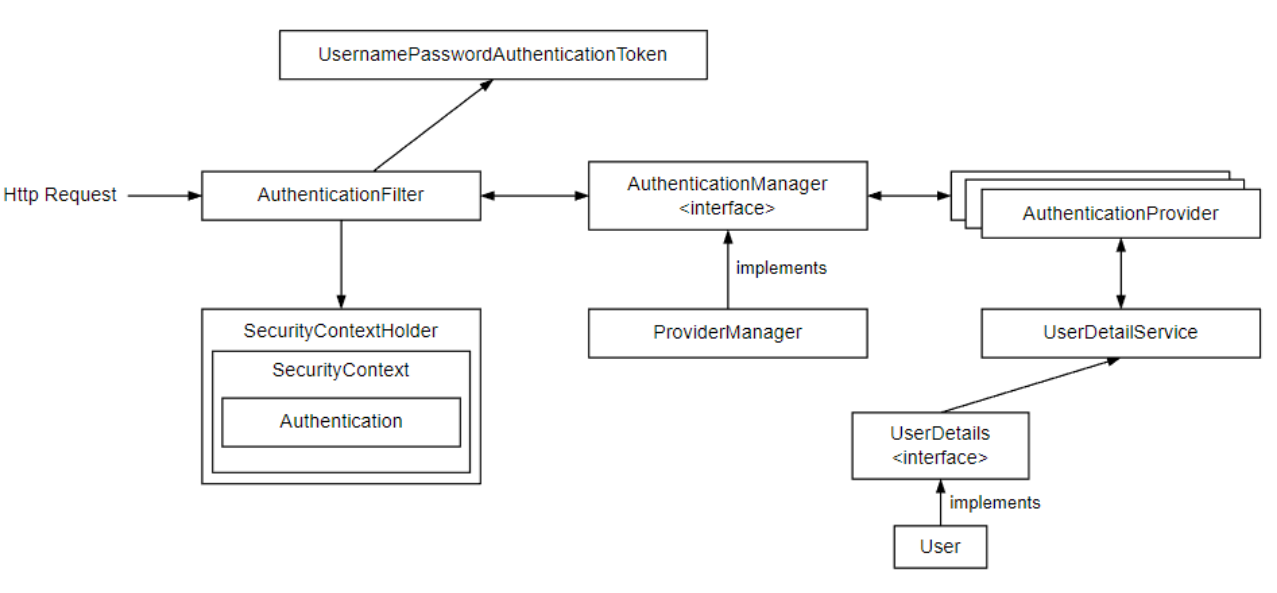 UsernamePasswordAuthenticationToken
Http Request
AuthenticationFilter
AuthenticationManager
<interface>
AuthenticationProvider
implements
SecurityContextHolder
SecurityContext
Authentication
ProviderManager
UserDetailService
UserDetails
<interface>
implements
User